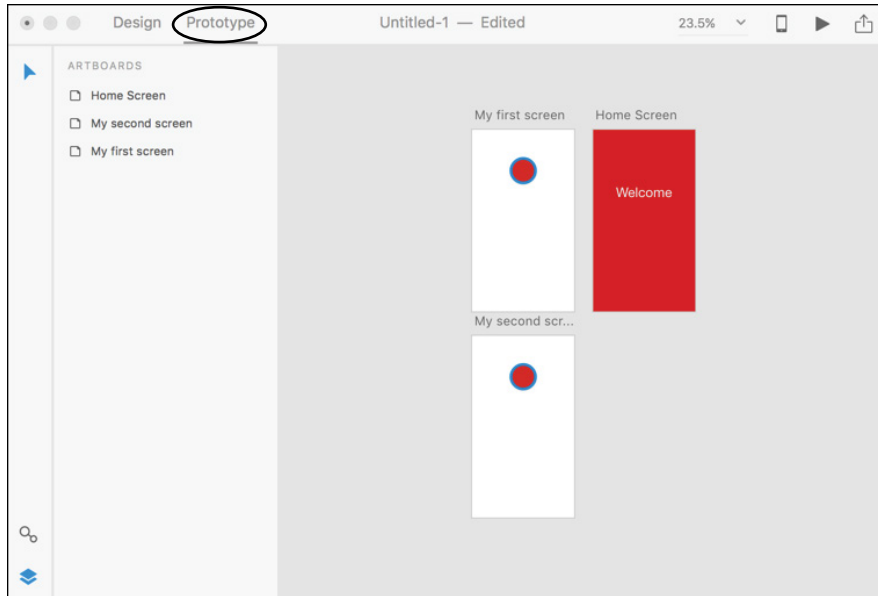 Design Prototype Untitled-1 — Edited 23.5%
ARTBOARDS
Home Screen
My second screen
My first screen
My first screen Home Screen
Welcome
My second scr...